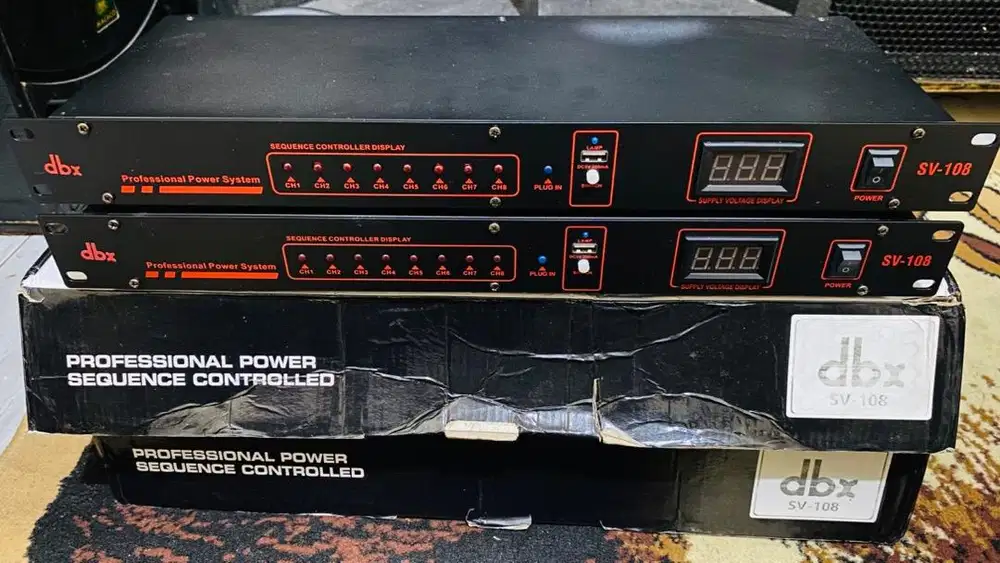 dbx
Professional Power System
SEQUENCE CONTROLLER DISPLAY
CH1 CH2 CH3 CH4 CH5 CH6 CH7 CH8
PLUG IN
LAMP
SWITCH
SUPPLY VOLTAGE DISPLAY
POWER
SV-108
dbx
Professional Power System
SEQUENCE CONTROLLER DISPLAY
CH1 CH2 CH3 CH4 CH5 CH6 CH7 CH8
PLUG IN
LAMP
SUPPLY VOLTAGE DISPLAY
POWER
SV-108
PROFESSIONAL POWER
SEQUENCE CONTROLLED
dbx
SV-108
PROFESSIONAL POWER
SEQUENCE CONTROLLED
dbx
SV-108